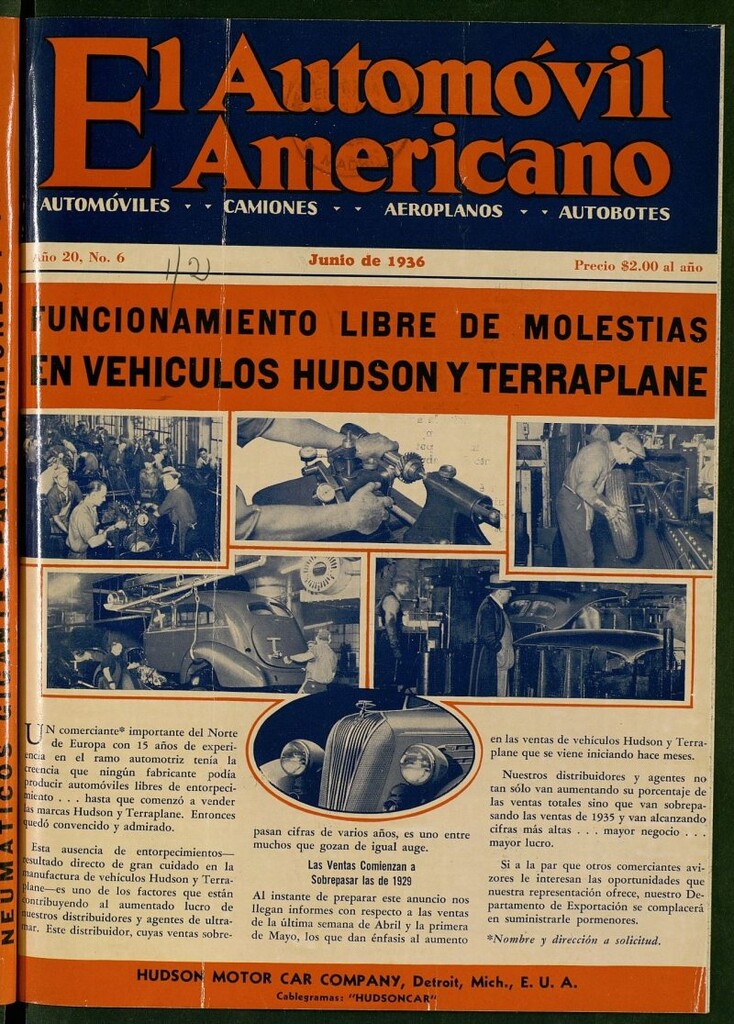 El Automóvil
Americano
AUTOMÓVILES - - CAMIONES - - AEROPLANOS - - AUTOBOTES
Año 20, No. 6
1/2
Junio de 1936
Precio $2.00 al año
FUNCIONAMIENTO LIBRE DE MOLESTIAS
EN VEHICULOS HUDSON Y TERRAPLANE
UN comerciante* importante del Norte
de Europa con 15 años de experi-
encia en el ramo automotriz tenía la
creencia que ningún fabricante podía
producir automóviles libres de entorpeci-
miento . . . hasta que comenzó a vender
las marcas Hudson y Terraplane. Entonces
quedó convencido y admirado.
Esta ausencia de entorpecimientos—
resultado directo de gran cuidado en la
manufactura de vehículos Hudson y Terra-
plane—es uno de los factores que están
contribuyendo al aumentado lucro de
nuestros distribuidores y agentes de ultra-
mar. Este distribuidor, cuyas ventas sobre-
pasan cifras de varios años, es uno entre
muchos que gozan de igual auge.
Las Ventas Comienzan a
Sobrepasar las de 1929
Al instante de preparar este anuncio nos
llegan informes con respecto a las ventas
de la última semana de Abril y la primera
de Mayo, los que dan énfasis al aumento
en las ventas de vehículos Hudson y Terra-
plane que se viene iniciando hace meses.
Nuestros distribuidores y agentes no
tan sólo van aumentando su porcentaje de
las ventas totales sino que van sobrepa-
sando las ventas de 1935 y van alcanzando
cifras más altas . . . mayor negocio . . .
mayor lucro.
Si a la par que otros comerciantes avi-
zores le interesan las oportunidades que
nuestra representación ofrece, nuestro De-
partamento de Exportación se complacerá
en suministrarle pormenores.
*Nombre y dirección a solicitud.
HUDSON MOTOR CAR COMPANY, Detroit, Mich., E. U. A.
Cablegramas: "HUDSONCAR"
NEUMATICOS